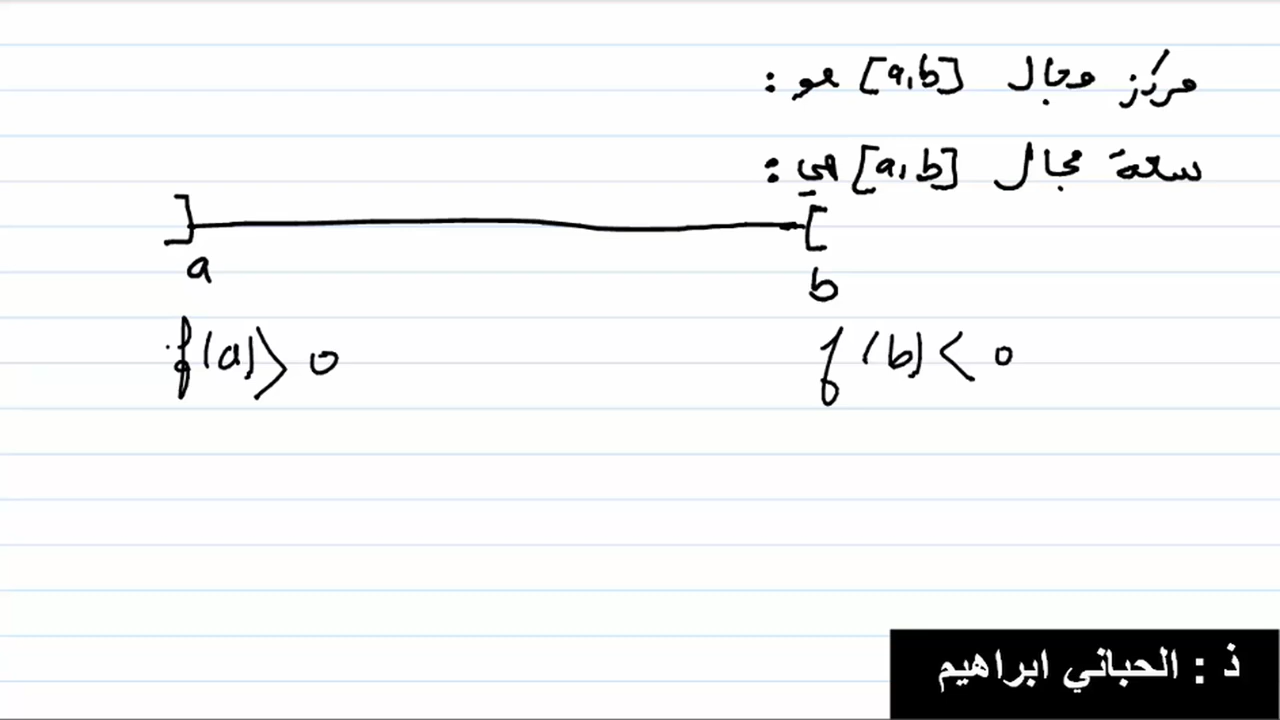 مركز مجال [a,b] هو :
سعة مجال [a,b] هي :
] [
a b
f(a) > 0 f(b) < 0
ذ : الحباني ابراهيم